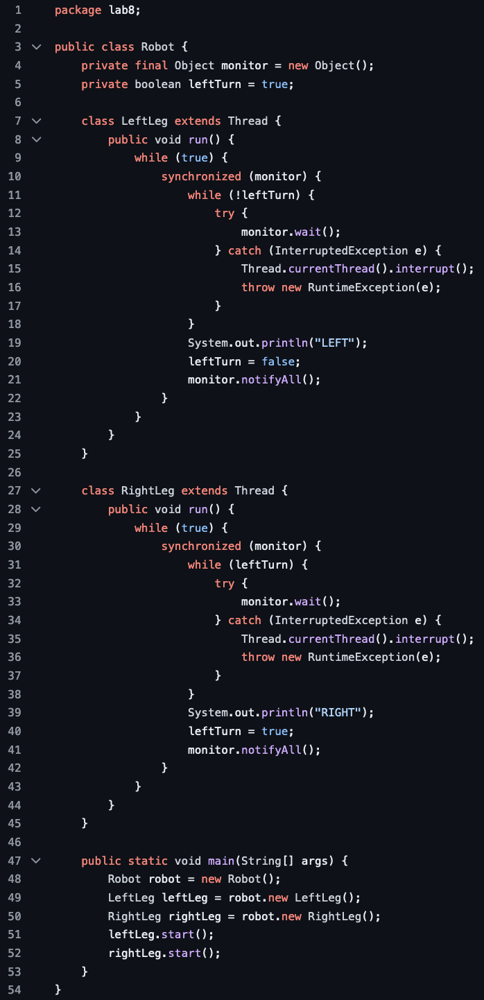 1 package lab8;
2
3 public class Robot {
4     private final Object monitor = new Object();
5     private boolean leftTurn = true;
6
7     class LeftLeg extends Thread {
8         public void run() {
9             while (true) {
10                 synchronized (monitor) {
11                     while (!leftTurn) {
12                         try {
13                             monitor.wait();
14                         } catch (InterruptedException e) {
15                             Thread.currentThread().interrupt();
16                             throw new RuntimeException(e);
17                         }
18                     }
19                     System.out.println("LEFT");
20                     leftTurn = false;
21                     monitor.notifyAll();
22                 }
23             }
24         }
25     }
26
27     class RightLeg extends Thread {
28         public void run() {
29             while (true) {
30                 synchronized (monitor) {
31                     while (leftTurn) {
32                         try {
33                             monitor.wait();
34                         } catch (InterruptedException e) {
35                             Thread.currentThread().interrupt();
36                             throw new RuntimeException(e);
37                         }
38                     }
39                     System.out.println("RIGHT");
40                     leftTurn = true;
41                     monitor.notifyAll();
42                 }
43             }
44         }
45     }
46
47     public static void main(String[] args) {
48         Robot robot = new Robot();
49         LeftLeg leftLeg = robot.new LeftLeg();
50         RightLeg rightLeg = robot.new RightLeg();
51         leftLeg.start();
52         rightLeg.start();
53     }
54 }